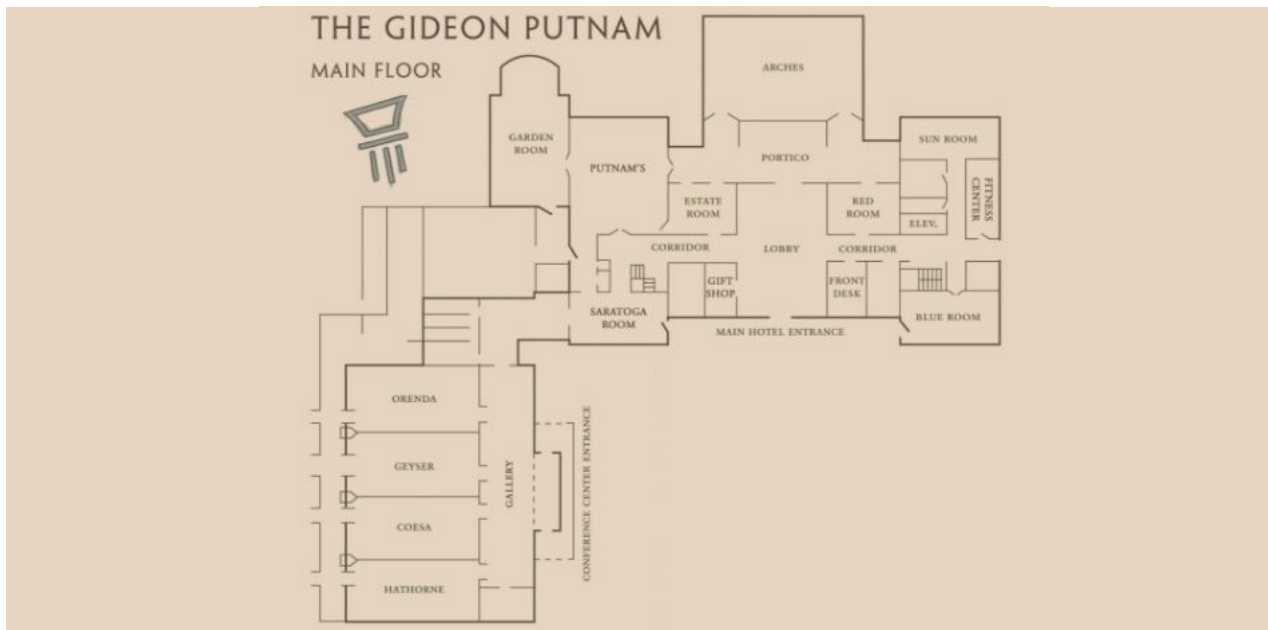 THE GIDEON PUTNAM
MAIN FLOOR
ARCHES
GARDEN
ROOM
SUN ROOM
PUTNAM'S
PORTICO
FITNESS
CENTER
ESTATE
ROOM
RED
ROOM
ELEV.
CORRIDOR
LOBBY
CORRIDOR
GIFT
SHOP
FRONT
DESK
SARATOGA
ROOM
BLUE ROOM
MAIN HOTEL ENTRANCE
ORENDA
GEYSER
GALLERY
CONFERENCE CENTER ENTRANCE
COESA
HATHORNE